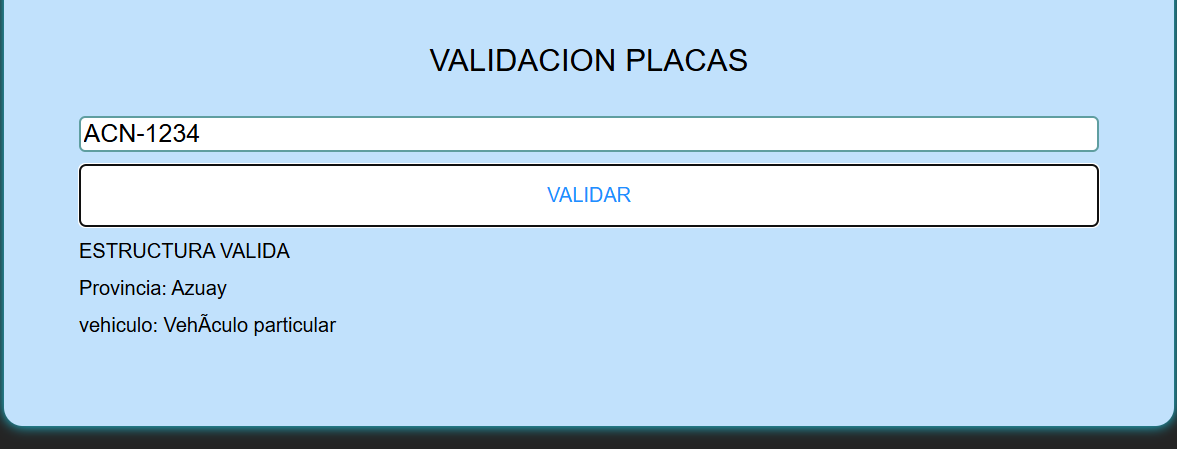 VALIDACION PLACAS
ACN-1234
VALIDAR
ESTRUCTURA VALIDA
Provincia: Azuay
vehiculo: VehÃculo particular